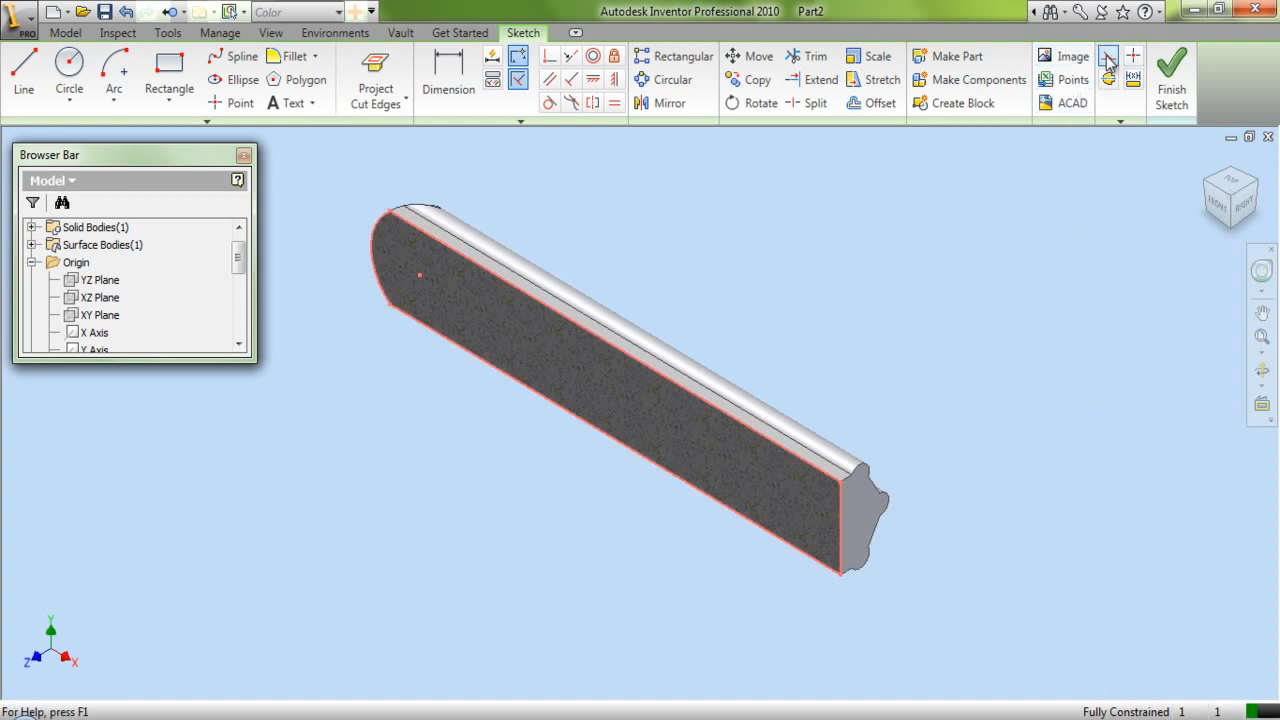 PRO
Color
Autodesk Inventor Professional 2010 Part2
Model Inspect Tools Manage View Environments Vault Get Started Sketch
Line
Circle
Arc
Rectangle
Spline
Ellipse
Point
Fillet
Polygon
Text
Project
Cut Edges
Dimension
Rectangular
Circular
Mirror
Move
Copy
Rotate
Trim
Extend
Split
Scale
Stretch
Offset
Make Part
Make Components
Create Block
Image
Points
ACAD
Finish
Sketch
Browser Bar
Model
Solid Bodies(1)
Surface Bodies(1)
Origin
YZ Plane
XZ Plane
XY Plane
X Axis
Y Axis
TOP
FRONT
RIGHT
Y
Z
X
For Help, press F1
Fully Constrained 1 1